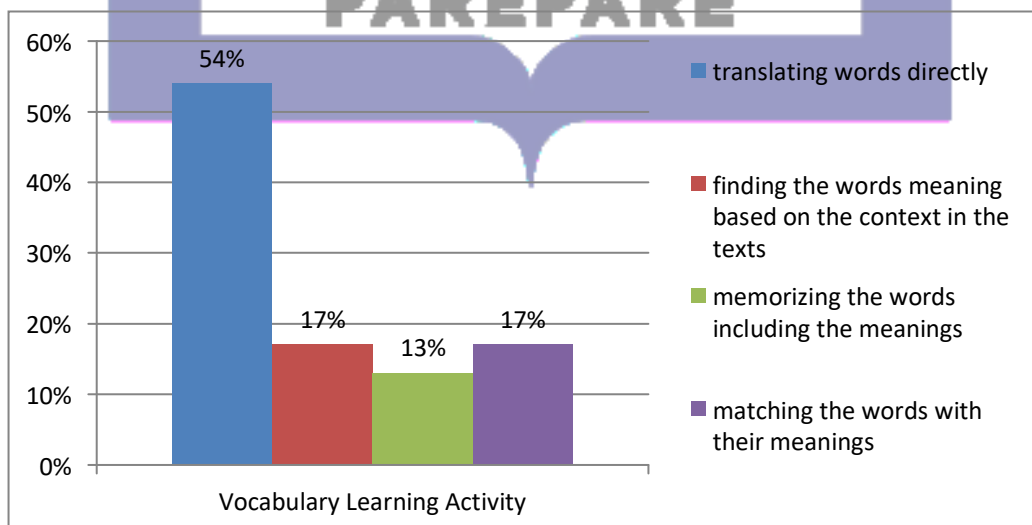 PAREPARE
60%
50%
40%
30%
20%
10%
0%
54%
17%
13%
17%
Vocabulary Learning Activity
translating words directly
finding the words meaning
based on the context in the
texts
memorizing the words
including the meanings
matching the words with
their meanings